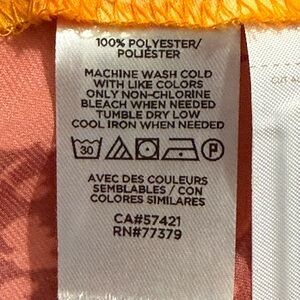 100% POLYESTER/
POLIÉSTER
MACHINE WASH COLD
WITH LIKE COLORS
ONLY NON-CHLORINE
BLEACH WHEN NEEDED
TUMBLE DRY LOW
COOL IRON WHEN NEEDED
30 P
AVEC DES COULEURS
SEMBLABLES / CON
COLORES SIMILARES
CA#57421
RN#77379
CUT